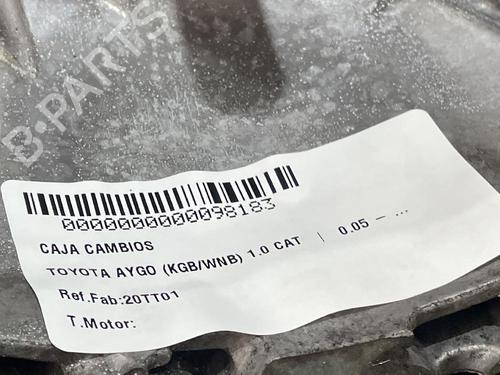 B-PARTS
0000000000098183
CAJA CAMBIOS
TOYOTA AYGO (KGB/WNB) 1.0 CAT | 0.05 - ...
Ref.Fab:20TT01
T.Motor: